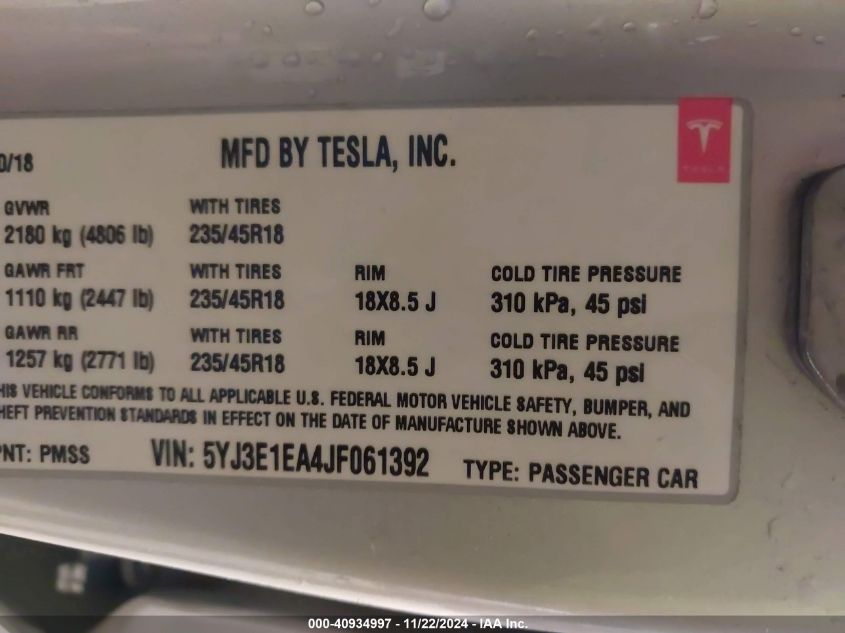 0/18
MFD BY TESLA, INC.
TESLA
GVWR WITH TIRES
2180 kg (4806 lb) 235/45R18
GAWR FRT WITH TIRES RIM COLD TIRE PRESSURE
1110 kg (2447 lb) 235/45R18 18X8.5 J 310 kPa, 45 psi
GAWR RR WITH TIRES RIM COLD TIRE PRESSURE
1257 kg (2771 lb) 235/45R18 18X8.5 J 310 kPa, 45 psi
HIS VEHICLE CONFORMS TO ALL APPLICABLE U.S. FEDERAL MOTOR VEHICLE SAFETY, BUMPER, AND
HEFT PREVENTION STANDARDS IN EFFECT ON THE DATE OF MANUFACTURE SHOWN ABOVE.
PNT: PMSS VIN: 5YJ3E1EA4JF061392 TYPE: PASSENGER CAR
000-40934997 - 11/22/2024 - IAA Inc.